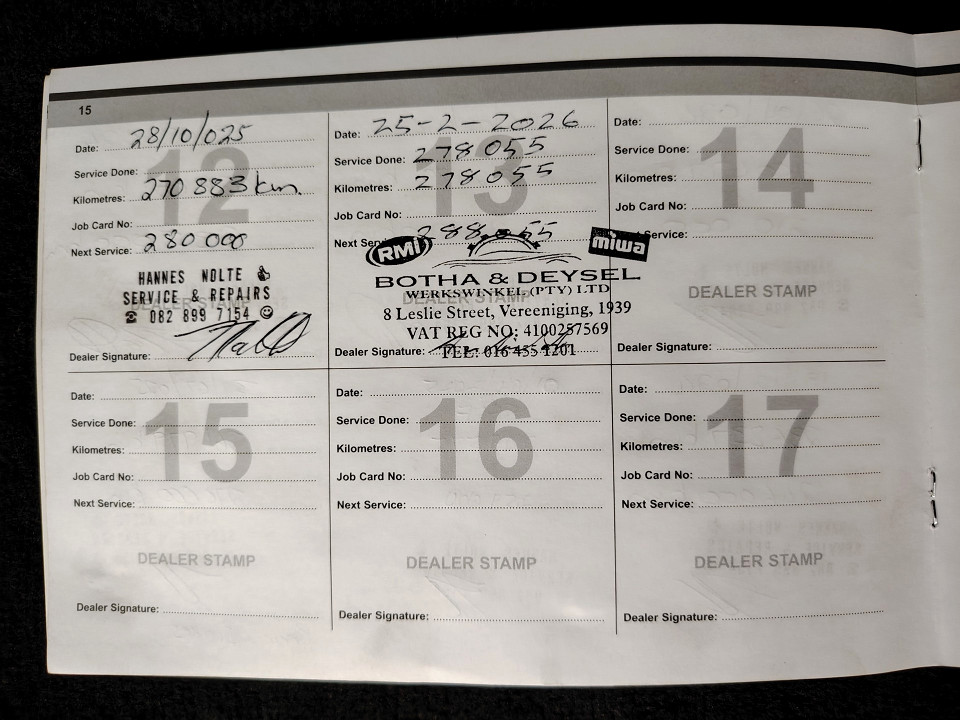 15
12
Date: 28/10/025
Service Done:
Kilometres: 270 883 km
Job Card No:
Next Service: 280 000
HANNES NOLTE
SERVICE & REPAIRS
DEALER STAMP
☎ 082 899 7154 ☺
Dealer Signature:
13
Date: 25-2-2026
Service Done: 278055
Kilometres: 278055
Job Card No:
Next Service: 288055
RMI
miwa
BOTHA & DEYSEL
WERKSWINKEL (PTY) LTD
DEALER STAMP
8 Leslie Street, Vereeniging, 1939
VAT REG NO: 4100257569
Dealer Signature:
TEL: 016 455 1201
14
Date:
Service Done:
Kilometres:
Job Card No:
Service:
DEALER STAMP
Dealer Signature:
15
Date:
Service Done:
Kilometres:
Job Card No:
Next Service:
DEALER STAMP
Dealer Signature:
16
Date:
Service Done:
Kilometres:
Job Card No:
Next Service:
DEALER STAMP
Dealer Signature:
17
Date:
Service Done:
Kilometres:
Job Card No:
Next Service:
DEALER STAMP
Dealer Signature: